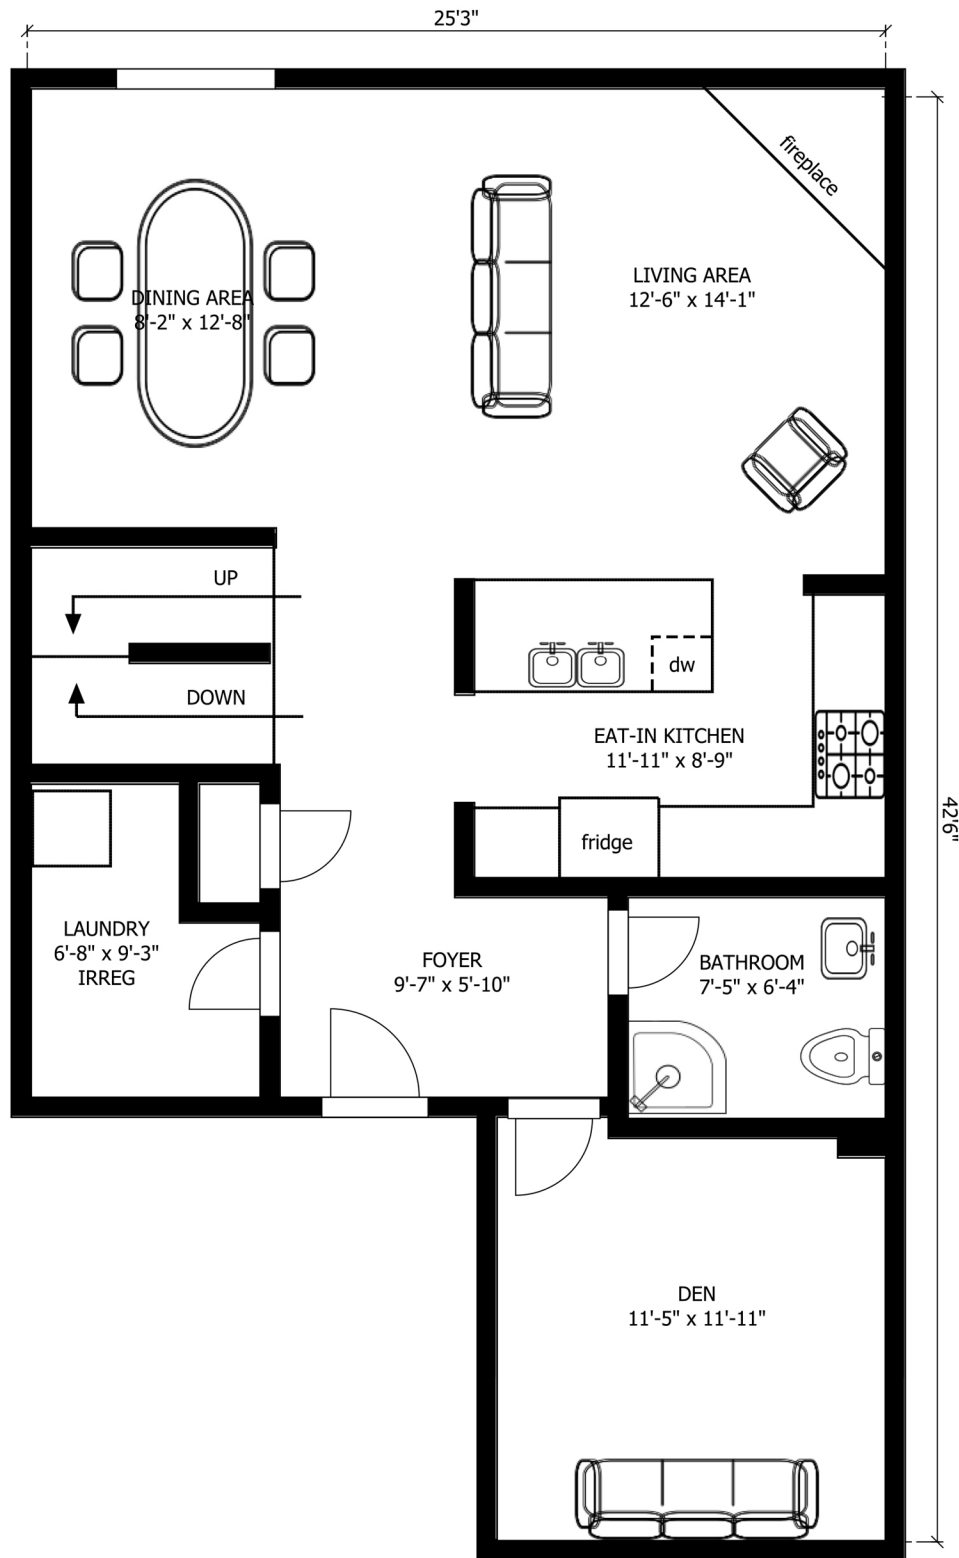 25'3"
fireplace
LIVING AREA
12'-6" x 14'-1"
DINING AREA
8'-2" x 12'-8"
UP
DOWN
dw
EAT-IN KITCHEN
11'-11" x 8'-9"
42'6"
fridge
LAUNDRY
6'-8" x 9'-3"
IRREG
FOYER
9'-7" x 5'-10"
BATHROOM
7'-5" x 6'-4"
DEN
11'-5" x 11'-11"